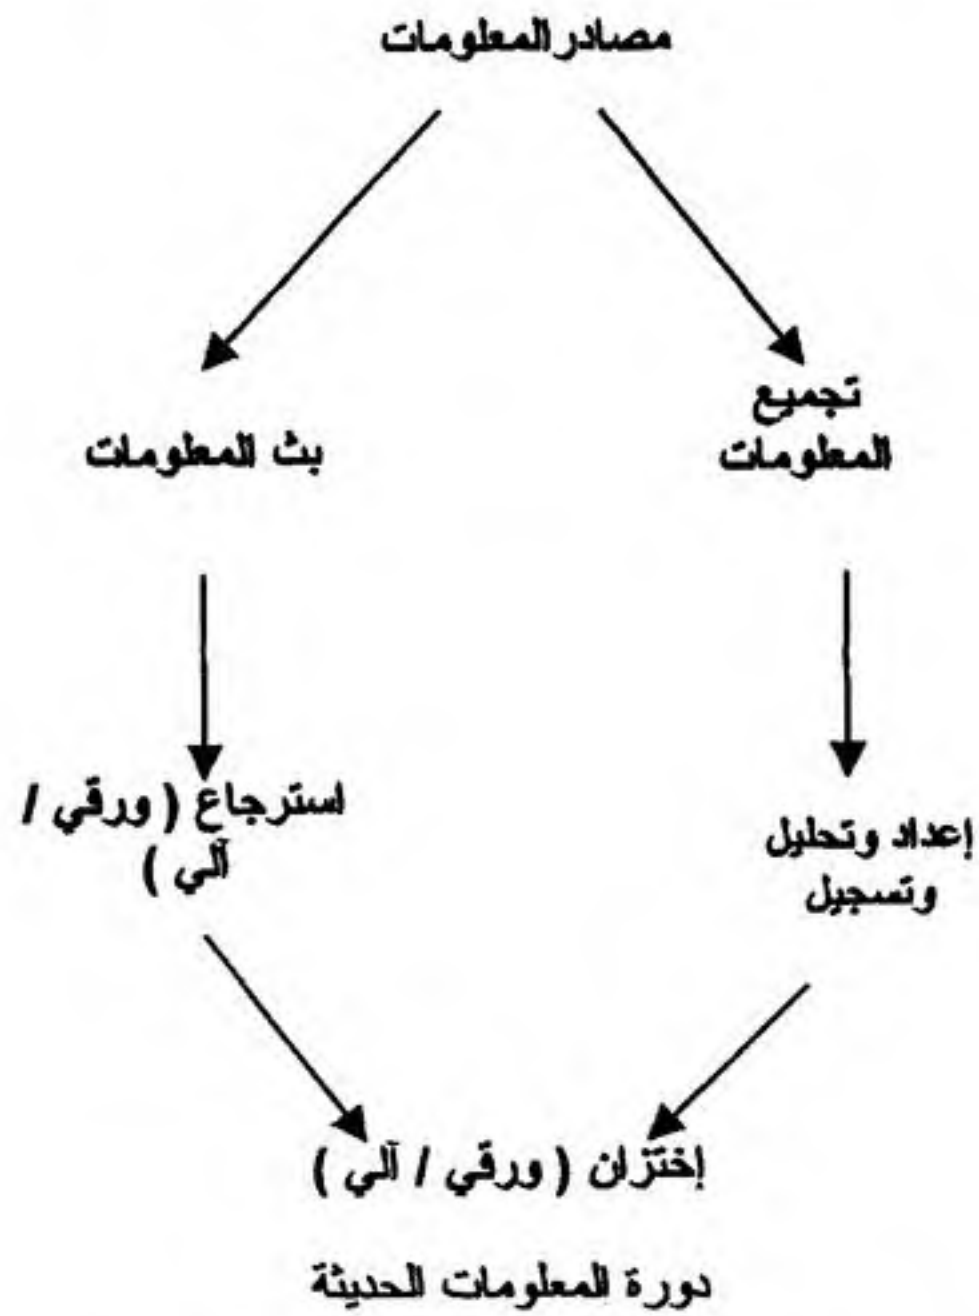 مصادر المعلومات
تجميع
المعلومات
بث المعلومات
إعداد وتحليل
وتسجيل
استرجاع ( ورقي /
آلي )
إختزان ( ورقي / آلي )
دورة المعلومات الحديثة